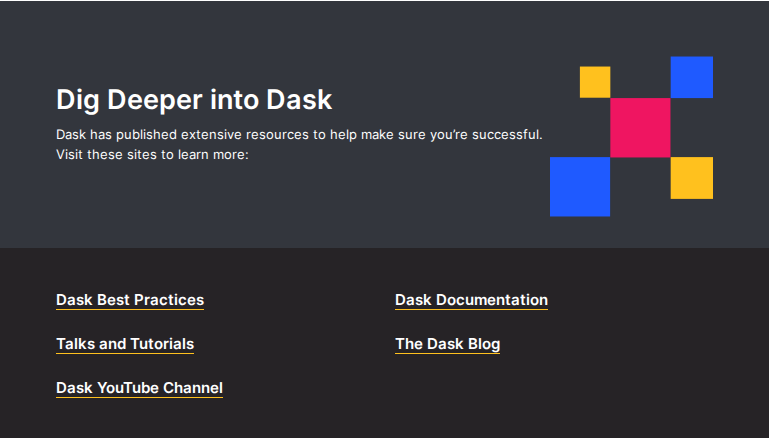 Dig Deeper into Dask
Dask has published extensive resources to help make sure you’re successful.
Visit these sites to learn more:
Dask Best Practices
Dask Documentation
Talks and Tutorials
The Dask Blog
Dask YouTube Channel